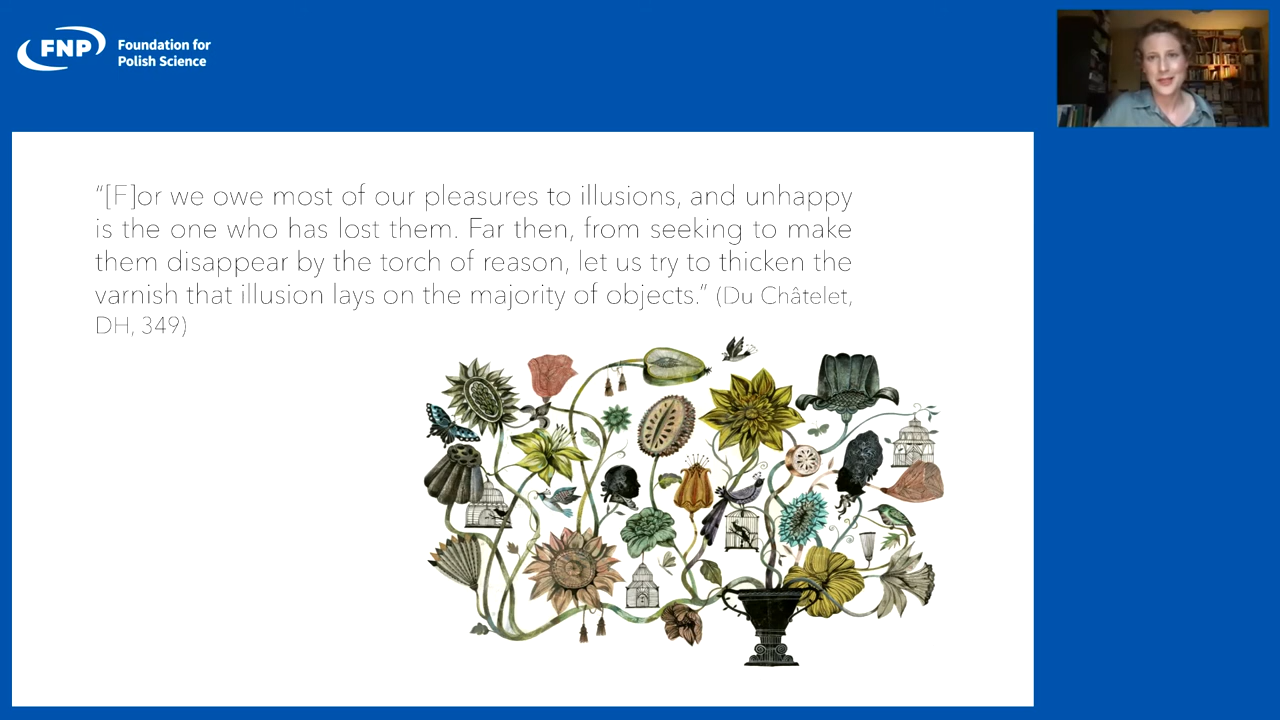 FNP
Foundation for
Polish Science
“[F]or we owe most of our pleasures to illusions, and unhappy
is the one who has lost them. Far then, from seeking to make
them disappear by the torch of reason, let us try to thicken the
varnish that illusion lays on the majority of objects.” (Du Châtelet,
DH, 349)